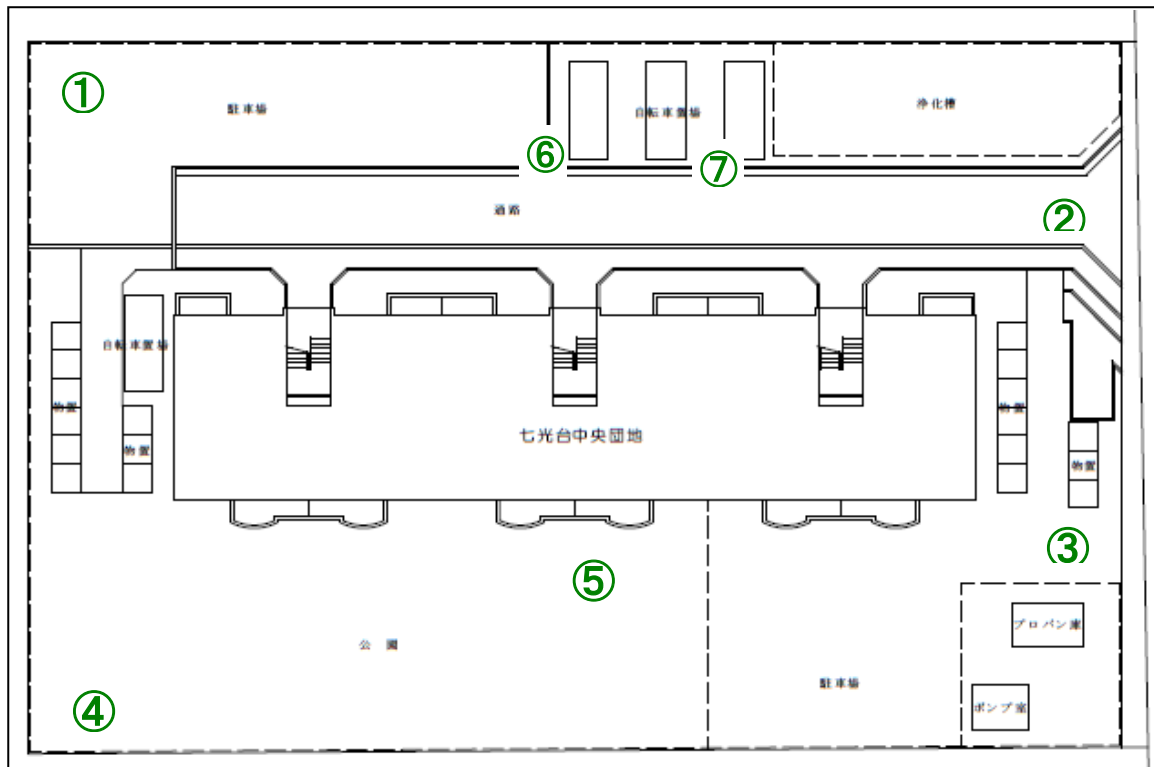 ①
駐車場
自転車置場
浄化槽
⑥
⑦
通路
②
自転車置場
物置
物置
七光台中央団地
物置
物置
③
⑤
公 園
プロパン庫
駐車場
④
ポンプ室